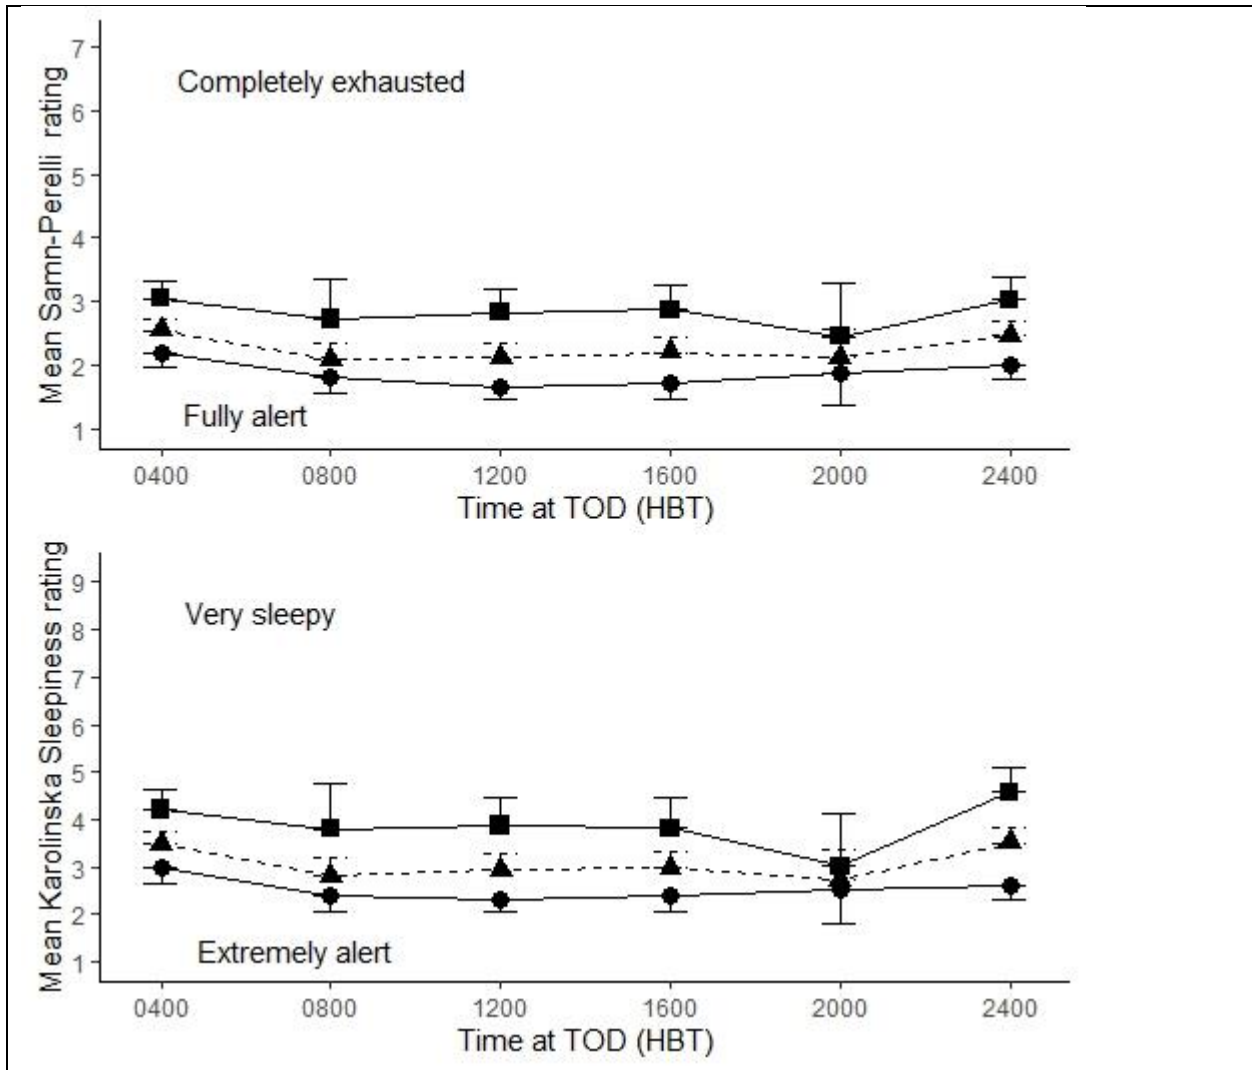 Mean Samn-Perelli rating
7
6
5
4
3
2
1
Completely exhausted
Fully alert
0400 0800 1200 1600 2000 2400
Time at TOD (HBT)
Mean Karolinska Sleepiness rating
9
8
7
6
5
4
3
2
1
Very sleepy
Extremely alert
0400 0800 1200 1600 2000 2400
Time at TOD (HBT)